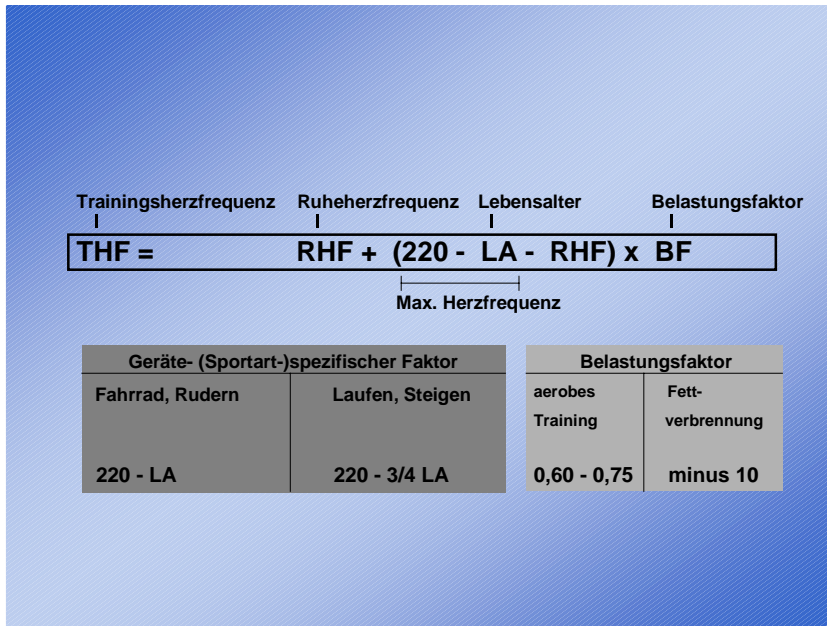 Trainingsherzfrequenz Ruheherzfrequenz Lebensalter Belastungsfaktor
THF = RHF + (220 - LA - RHF) x BF
Max. Herzfrequenz
Geräte- (Sportart-)spezifischer Faktor
Fahrrad, Rudern Laufen, Steigen
220 - LA 220 - 3/4 LA
Belastungsfaktor
aerobes Fett-
Training verbrennung
0,60 - 0,75 minus 10